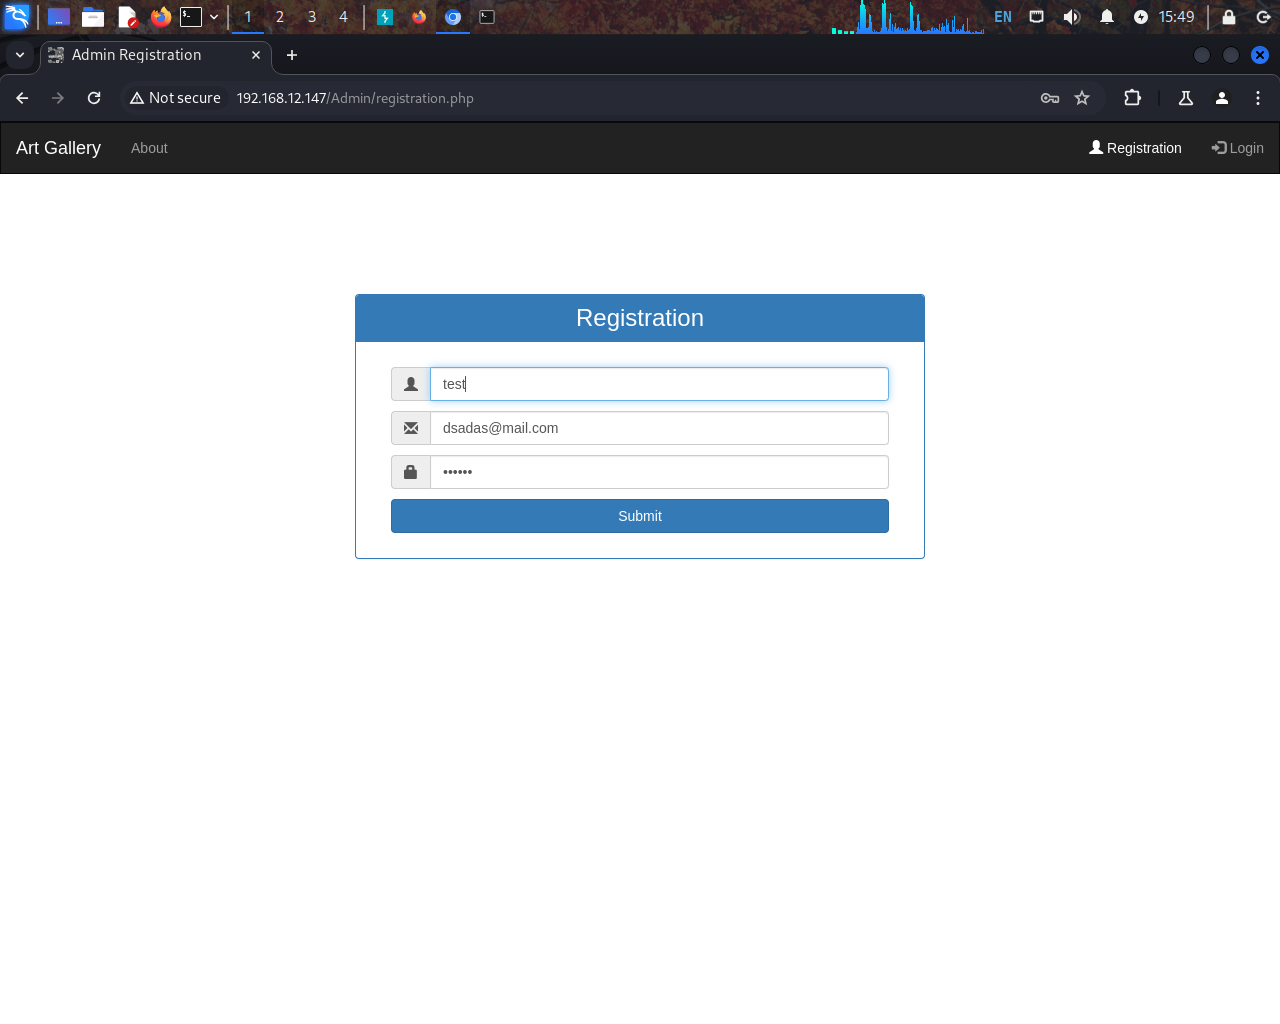 1 2 3 4 EN 15:49
Admin Registration
Not secure 192.168.12.147/Admin/registration.php
Art Gallery About Registration Login
Registration
test
dsadas@mail.com
••••••
Submit